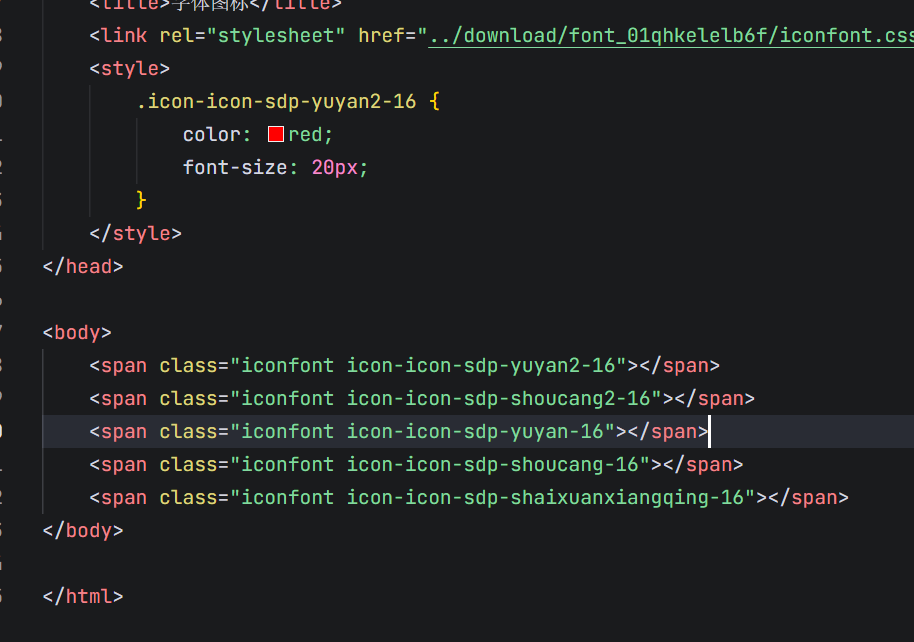 <title>字体图标</title>
<link rel="stylesheet" href="../download/font_01qhkelelb6f/iconfont.css
<style>
.icon-icon-sdp-yuyan2-16 {
color: red;
font-size: 20px;
}
</style>
</head>
<body>
<span class="iconfont icon-icon-sdp-yuyan2-16"></span>
<span class="iconfont icon-icon-sdp-shoucang2-16"></span>
<span class="iconfont icon-icon-sdp-yuyan-16"></span>
<span class="iconfont icon-icon-sdp-shoucang-16"></span>
<span class="iconfont icon-icon-sdp-shaixuanxiangqing-16"></span>
</body>
</html>